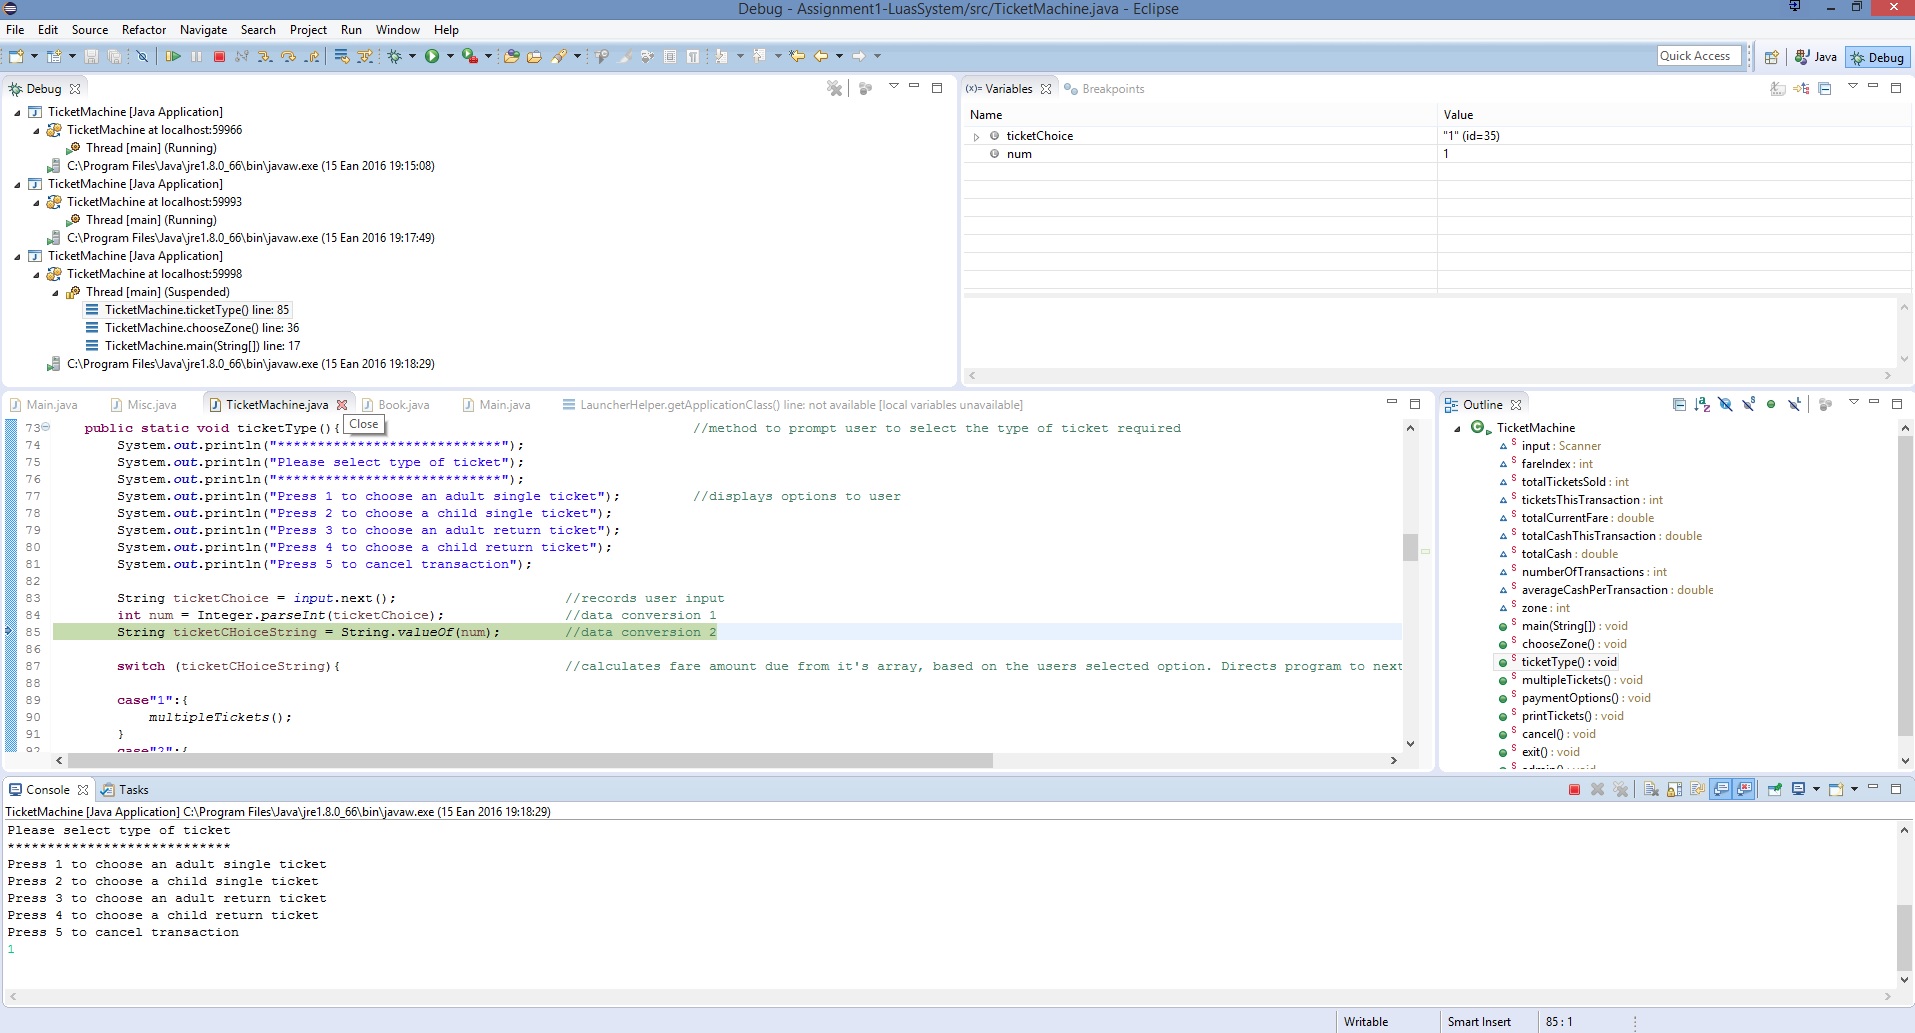 Debug - Assignment1-LuasSystem/src/TicketMachine.java - Eclipse
File Edit Source Refactor Navigate Search Project Run Window Help
Quick Access Java Debug
Debug
TicketMachine [Java Application]
TicketMachine at localhost:59966
Thread [main] (Running)
C:\Program Files\Java\jre1.8.0_66\bin\javaw.exe (15 Ean 2016 19:15:08)
TicketMachine [Java Application]
TicketMachine at localhost:59993
Thread [main] (Running)
C:\Program Files\Java\jre1.8.0_66\bin\javaw.exe (15 Ean 2016 19:17:49)
TicketMachine [Java Application]
TicketMachine at localhost:59998
Thread [main] (Suspended)
TicketMachine.ticketType() line: 85
TicketMachine.chooseZone() line: 36
TicketMachine.main(String[]) line: 17
C:\Program Files\Java\jre1.8.0_66\bin\javaw.exe (15 Ean 2016 19:18:29)
(x)= Variables Breakpoints
Name Value
ticketChoice "1" (id=35)
num 1
Main.java Misc.java TicketMachine.java Book.java Main.java LauncherHelper.getApplicationClass() line: not available [local variables unavailable]
Close
73 public static void ticketType(){ //method to prompt user to select the type of ticket required
74 System.out.println("****************************");
75 System.out.println("Please select type of ticket");
76 System.out.println("****************************");
77 System.out.println("Press 1 to choose an adult single ticket"); //displays options to user
78 System.out.println("Press 2 to choose a child single ticket");
79 System.out.println("Press 3 to choose an adult return ticket");
80 System.out.println("Press 4 to choose a child return ticket");
81 System.out.println("Press 5 to cancel transaction");
82
83 String ticketChoice = input.next(); //records user input
84 int num = Integer.parseInt(ticketChoice); //data conversion 1
85 String ticketCHoiceString = String.valueOf(num); //data conversion 2
86
87 switch (ticketCHoiceString){ //calculates fare amount due from it's array, based on the users selected option. Directs program to next
88
89 case"1":{
90 multipleTickets();
91 }
92 case"2":{
Outline
TicketMachine
input : Scanner
fareIndex : int
totalTicketsSold : int
ticketsThisTransaction : int
totalCurrentFare : double
totalCashThisTransaction : double
totalCash : double
numberOfTransactions : int
averageCashPerTransaction : double
zone : int
main(String[]) : void
chooseZone() : void
ticketType() : void
multipleTickets() : void
paymentOptions() : void
printTickets() : void
cancel() : void
exit() : void
admin() : void
Console Tasks
TicketMachine [Java Application] C:\Program Files\Java\jre1.8.0_66\bin\javaw.exe (15 Ean 2016 19:18:29)
Please select type of ticket
****************************
Press 1 to choose an adult single ticket
Press 2 to choose a child single ticket
Press 3 to choose an adult return ticket
Press 4 to choose a child return ticket
Press 5 to cancel transaction
1
Writable Smart Insert 85 : 1